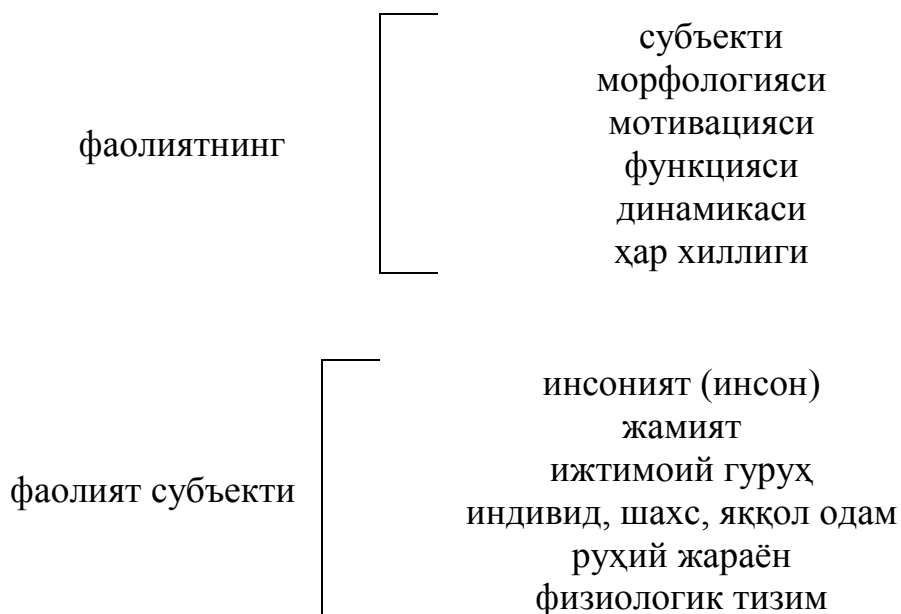 фаолиятнинг
субъекти
морфологияси
мотивацияси
функцияси
динамикаси
ҳар хиллиги
фаолият субъекти
инсоният (инсон)
жамият
ижтимоий гуруҳ
индивид, шахс, яққол одам
руҳий жараён
физиологик тизим